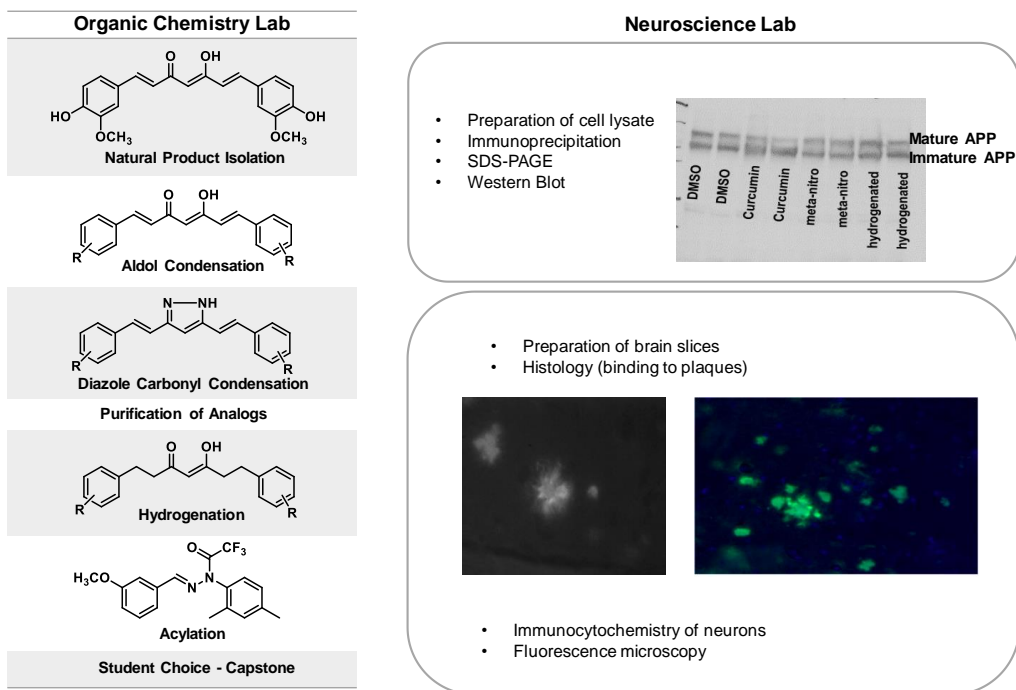 Organic Chemistry Lab
O OH
HO OH
OCH3 OCH3
Natural Product Isolation
O OH
R R
Aldol Condensation
N NH
R R
Diazole Carbonyl Condensation
Purification of Analogs
O OH
R R
Hydrogenation
O CF3
H3CO N N
Acylation
Student Choice - Capstone
Neuroscience Lab
• Preparation of cell lysate
• Immunoprecipitation
• SDS-PAGE
• Western Blot
Mature APP
Immature APP
DMSO
DMSO
Curcumin
Curcumin
meta-nitro
meta-nitro
hydrogenated
hydrogenated
• Preparation of brain slices
• Histology (binding to plaques)
• Immunocytochemistry of neurons
• Fluorescence microscopy